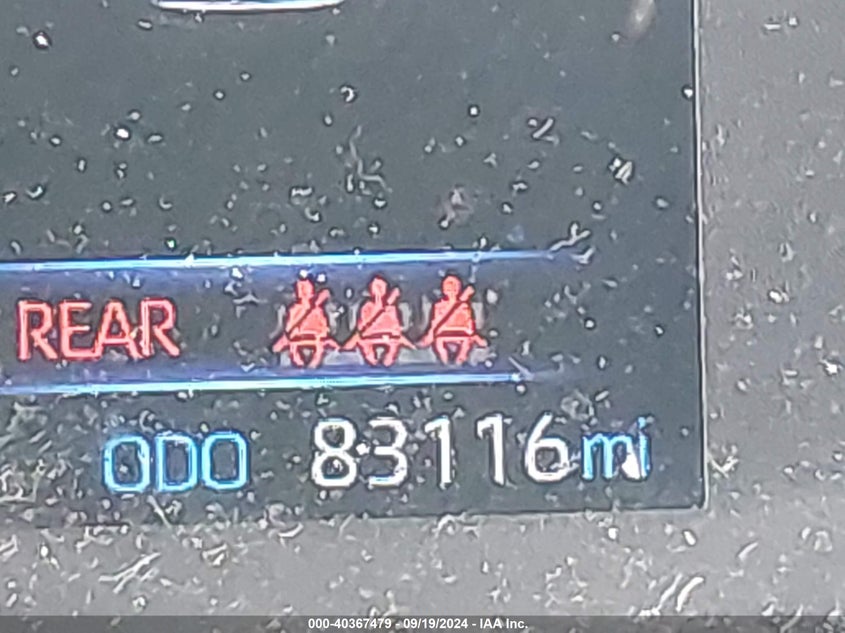 REAR
ODO 83116mi
000-40367479 - 09/19/2024 - IAA Inc.